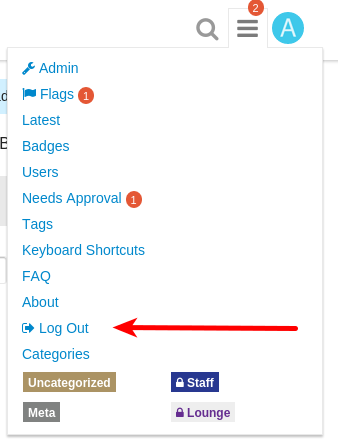 2
A
Admin
Flags 1
Latest
Badges
Users
Needs Approval 1
Tags
Keyboard Shortcuts
FAQ
About
Log Out
Categories
Uncategorized Staff
Meta Lounge